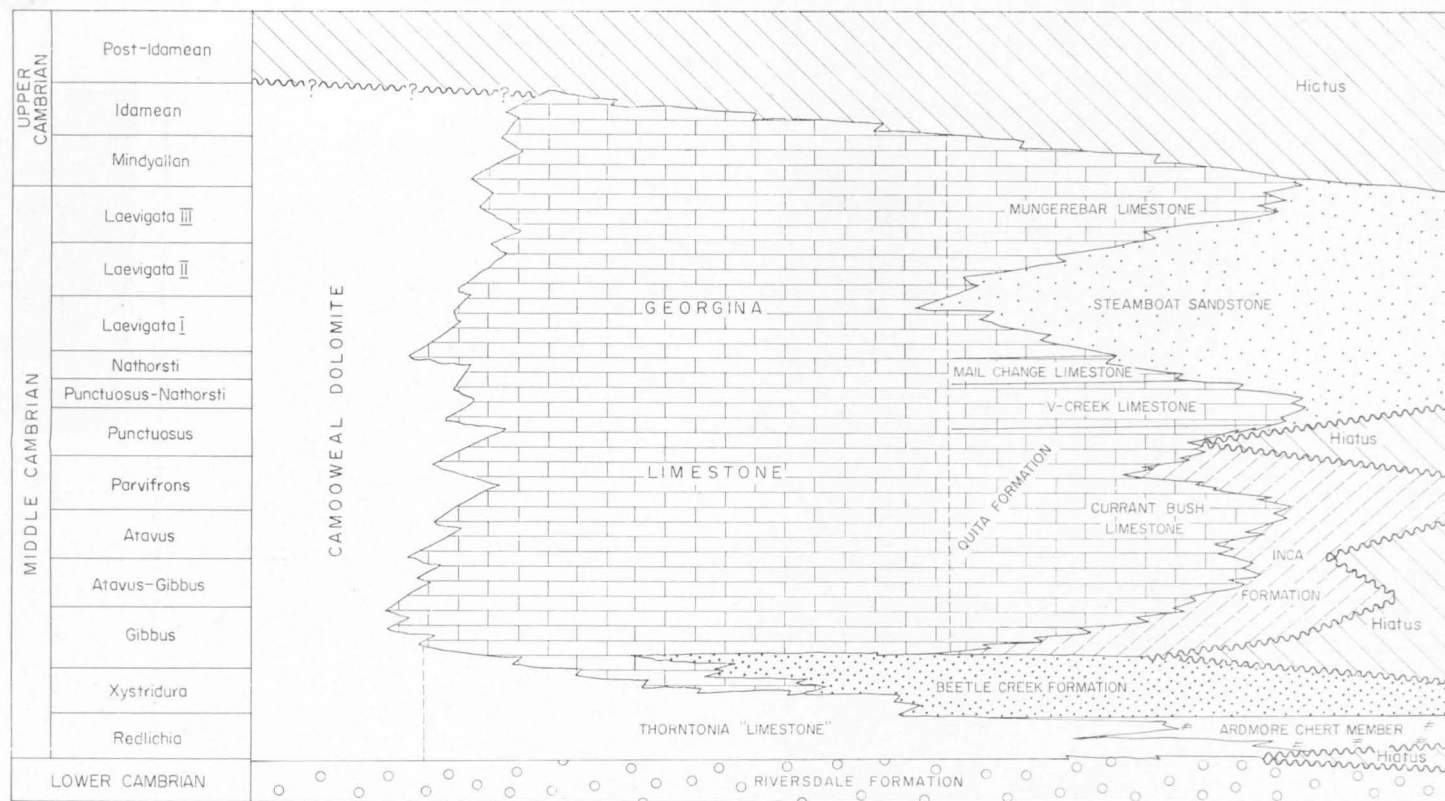 UPPER
CAMBRIAN
Post-Idamean
Idamean
Mindyallan
MIDDLE CAMBRIAN
Laevigata III
Laevigata II
Laevigata I
Nathorsti
Punctuosus-Nathorsti
Punctuosus
Parvifrons
Atavus
Atavus-Gibbus
Gibbus
Xystridura
Redlichia
LOWER CAMBRIAN
? ? ?
Hiatus
CAMOOWEAL DOLOMITE
GEORGINA
LIMESTONE
MUNGEREBAR LIMESTONE
STEAMBOAT SANDSTONE
MAIL CHANGE LIMESTONE
V-CREEK LIMESTONE
Hiatus
QUITA FORMATION
CURRANT BUSH
LIMESTONE
INCA
FORMATION
Hiatus
BEETLE CREEK FORMATION
THORNTONIA "LIMESTONE"
ARDMORE CHERT MEMBER
Hiatus
RIVERSDALE FORMATION